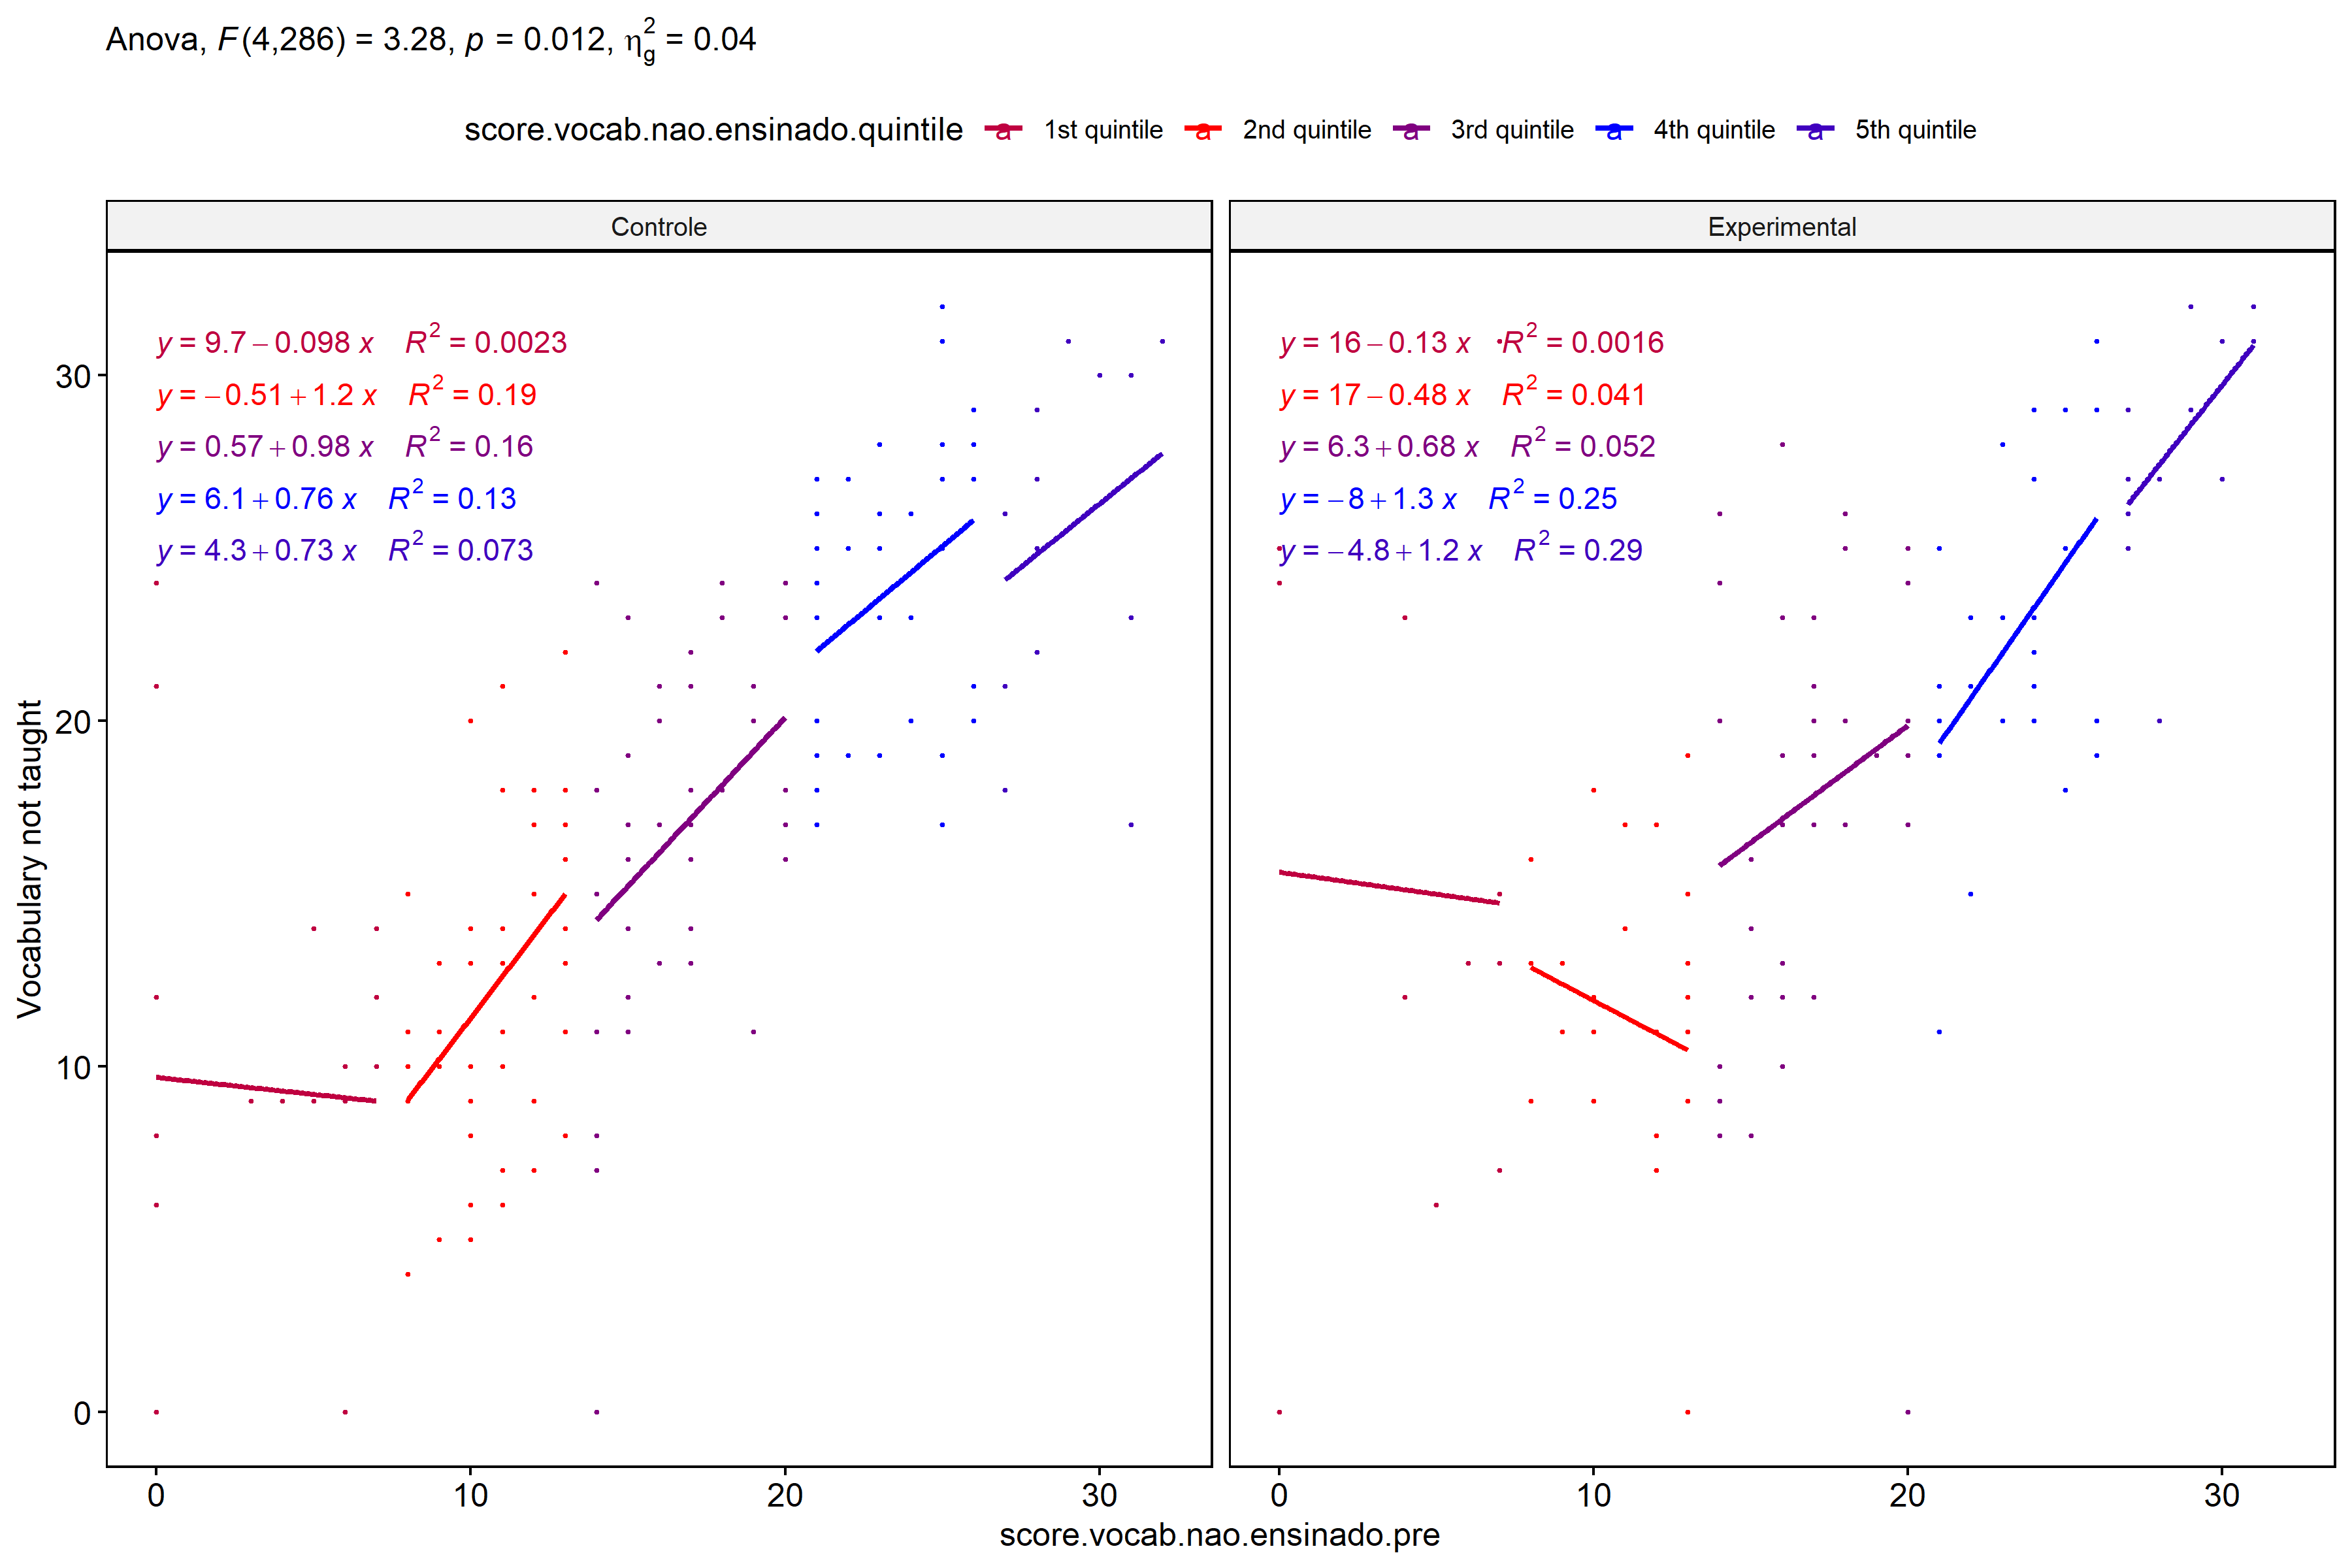 Anova, F(4,286) = 3.28, p = 0.012, η²g = 0.04
score.vocab.nao.ensinado.quintile a 1st quintile a 2nd quintile a 3rd quintile a 4th quintile a 5th quintile
Controle
Experimental
y = 9.7 − 0.098 x R² = 0.0023
y = −0.51 + 1.2 x R² = 0.19
y = 0.57 + 0.98 x R² = 0.16
y = 6.1 + 0.76 x R² = 0.13
y = 4.3 + 0.73 x R² = 0.073
y = 16 − 0.13 x R² = 0.0016
y = 17 − 0.48 x R² = 0.041
y = 6.3 + 0.68 x R² = 0.052
y = −8 + 1.3 x R² = 0.25
y = −4.8 + 1.2 x R² = 0.29
Vocabulary not taught
30
20
10
0
0 10 20 30
0 10 20 30
score.vocab.nao.ensinado.pre